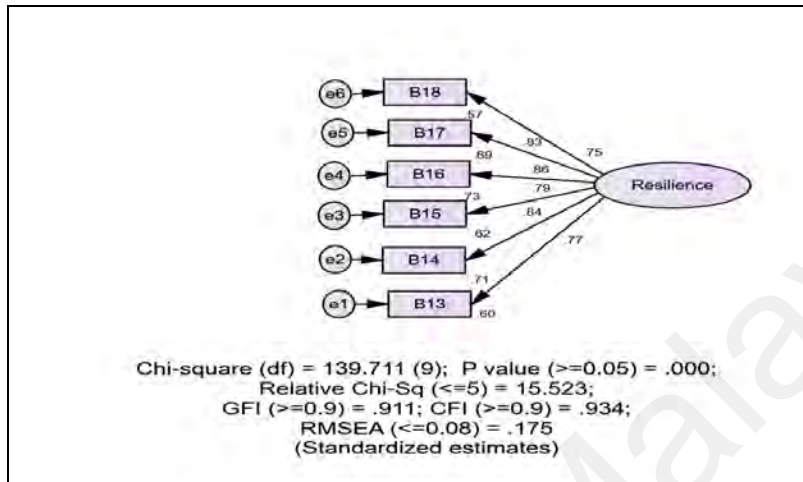 e6
B18
.57
e5
B17
.75
e4
B16
.86
Resilience
.73
.79
e3
B15
.84
.62
.77
e2
B14
.71
e1
B13
.60
Chi-square (df) = 139.711 (9); P value (>=0.05) = .000;
Relative Chi-Sq (<=5) = 15.523;
GFI (>=0.9) = .911; CFI (>=0.9) = .934;
RMSEA (<=0.08) = .175
(Standardized estimates)